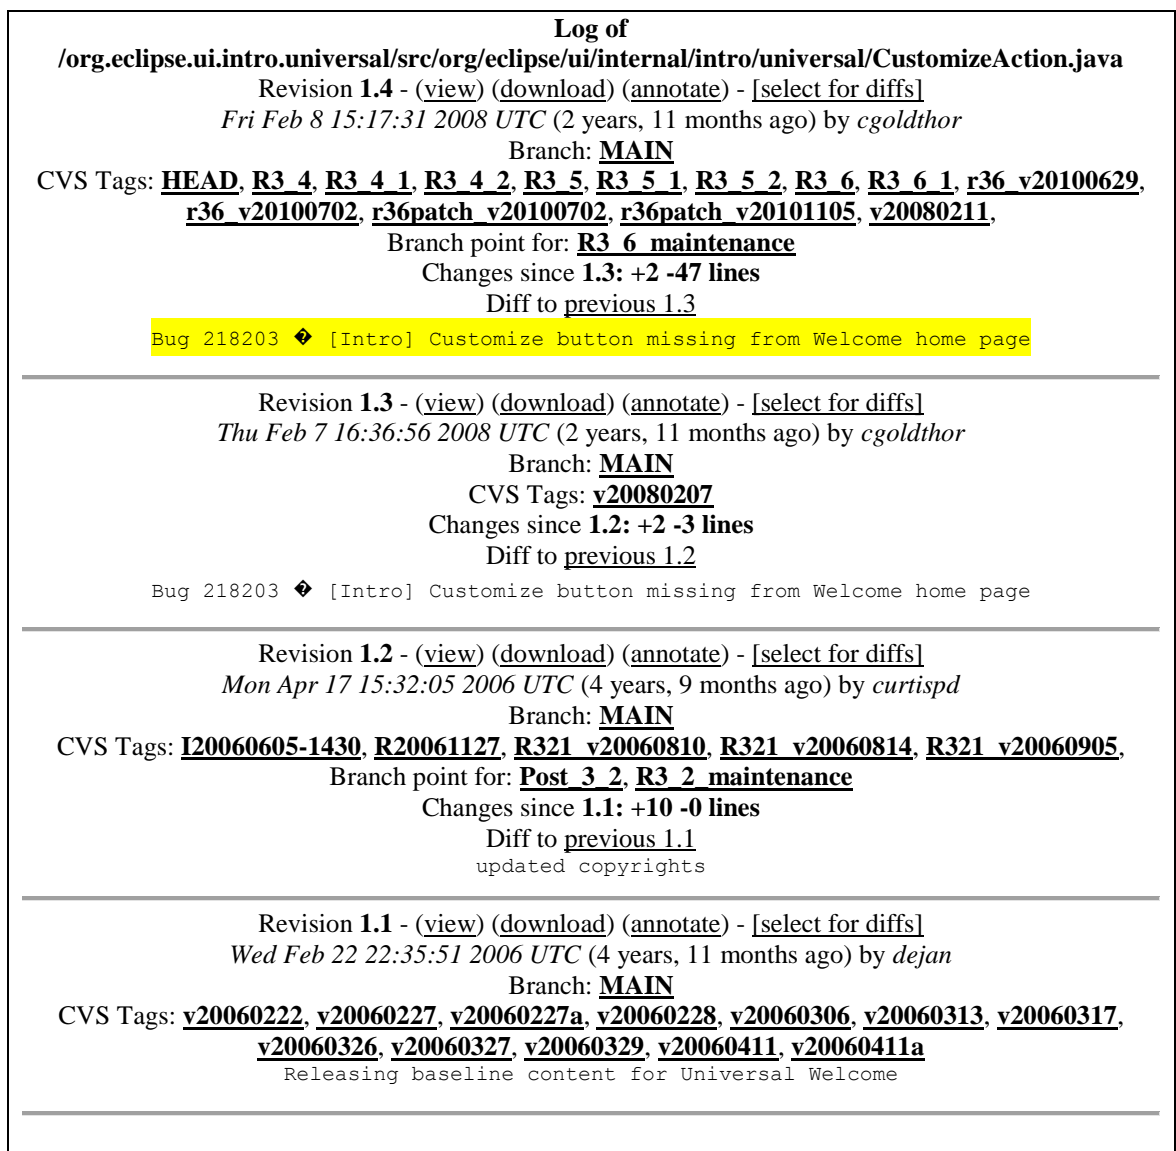 Log of
/org.eclipse.ui.intro.universal/src/org/eclipse/ui/internal/intro/universal/CustomizeAction.java
Revision 1.4 - (view) (download) (annotate) - [select for diffs]
Fri Feb 8 15:17:31 2008 UTC (2 years, 11 months ago) by cgoldthor
Branch: MAIN
CVS Tags: HEAD, R3_4, R3_4_1, R3_4_2, R3_5, R3_5_1, R3_5_2, R3_6, R3_6_1, r36_v20100629,
r36_v20100702, r36patch_v20100702, r36patch_v20101105, v20080211,
Branch point for: R3_6_maintenance
Changes since 1.3: +2 -47 lines
Diff to previous 1.3
Bug 218203 � [Intro] Customize button missing from Welcome home page
Revision 1.3 - (view) (download) (annotate) - [select for diffs]
Thu Feb 7 16:36:56 2008 UTC (2 years, 11 months ago) by cgoldthor
Branch: MAIN
CVS Tags: v20080207
Changes since 1.2: +2 -3 lines
Diff to previous 1.2
Bug 218203 � [Intro] Customize button missing from Welcome home page
Revision 1.2 - (view) (download) (annotate) - [select for diffs]
Mon Apr 17 15:32:05 2006 UTC (4 years, 9 months ago) by curtispd
Branch: MAIN
CVS Tags: I20060605-1430, R20061127, R321_v20060810, R321_v20060814, R321_v20060905,
Branch point for: Post_3_2, R3_2_maintenance
Changes since 1.1: +10 -0 lines
Diff to previous 1.1
updated copyrights
Revision 1.1 - (view) (download) (annotate) - [select for diffs]
Wed Feb 22 22:35:51 2006 UTC (4 years, 11 months ago) by dejan
Branch: MAIN
CVS Tags: v20060222, v20060227, v20060227a, v20060228, v20060306, v20060313, v20060317,
v20060326, v20060327, v20060329, v20060411, v20060411a
Releasing baseline content for Universal Welcome